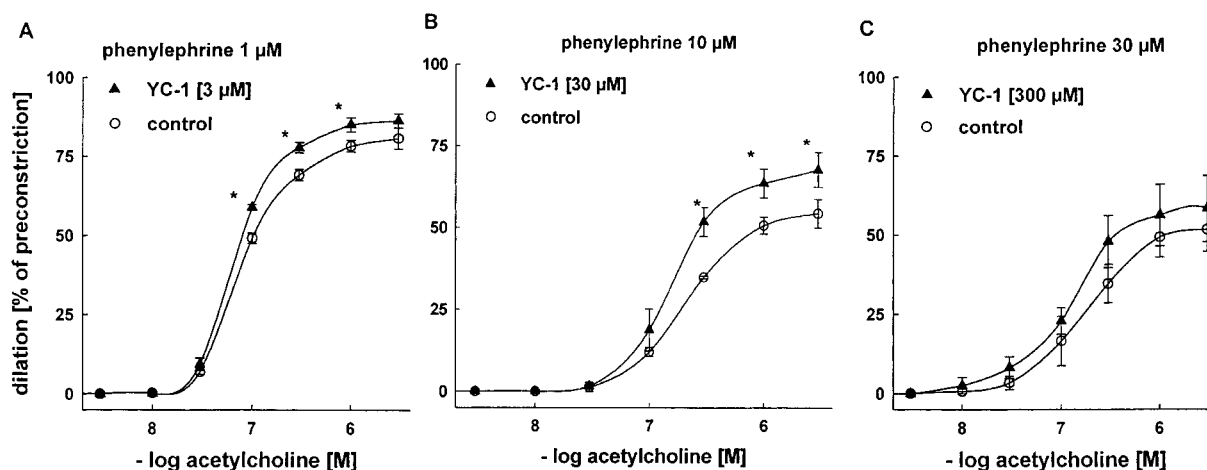 A
phenylephrine 1 µM
100
75
50
25
0
YC-1 [3 µM]
control
*
*
*
8
7
6
- log acetylcholine [M]
dilation [% of preconstriction]
B
phenylephrine 10 µM
100
75
50
25
0
YC-1 [30 µM]
control
*
*
*
8
7
6
- log acetylcholine [M]
C
phenylephrine 30 µM
100
75
50
25
0
YC-1 [300 µM]
control
8
7
6
- log acetylcholine [M]